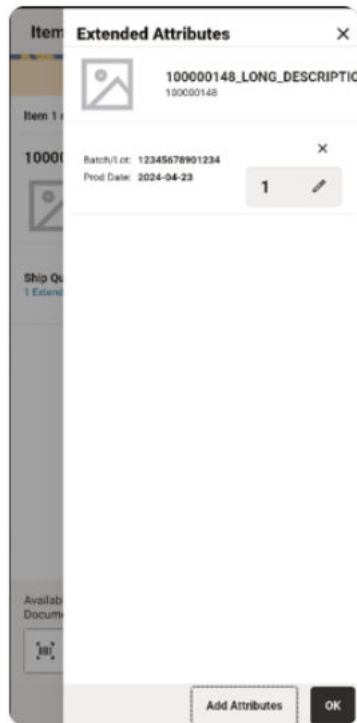 Item
Extended Attributes
100000148_LONG_DESCRIPTIO
100000148
Item 1
1000
Batch/Lot: 12345678901234
Prod Date: 2024-04-23
1
Ship Qu
1 Extend
Availab
Docum
Add Attributes
OK